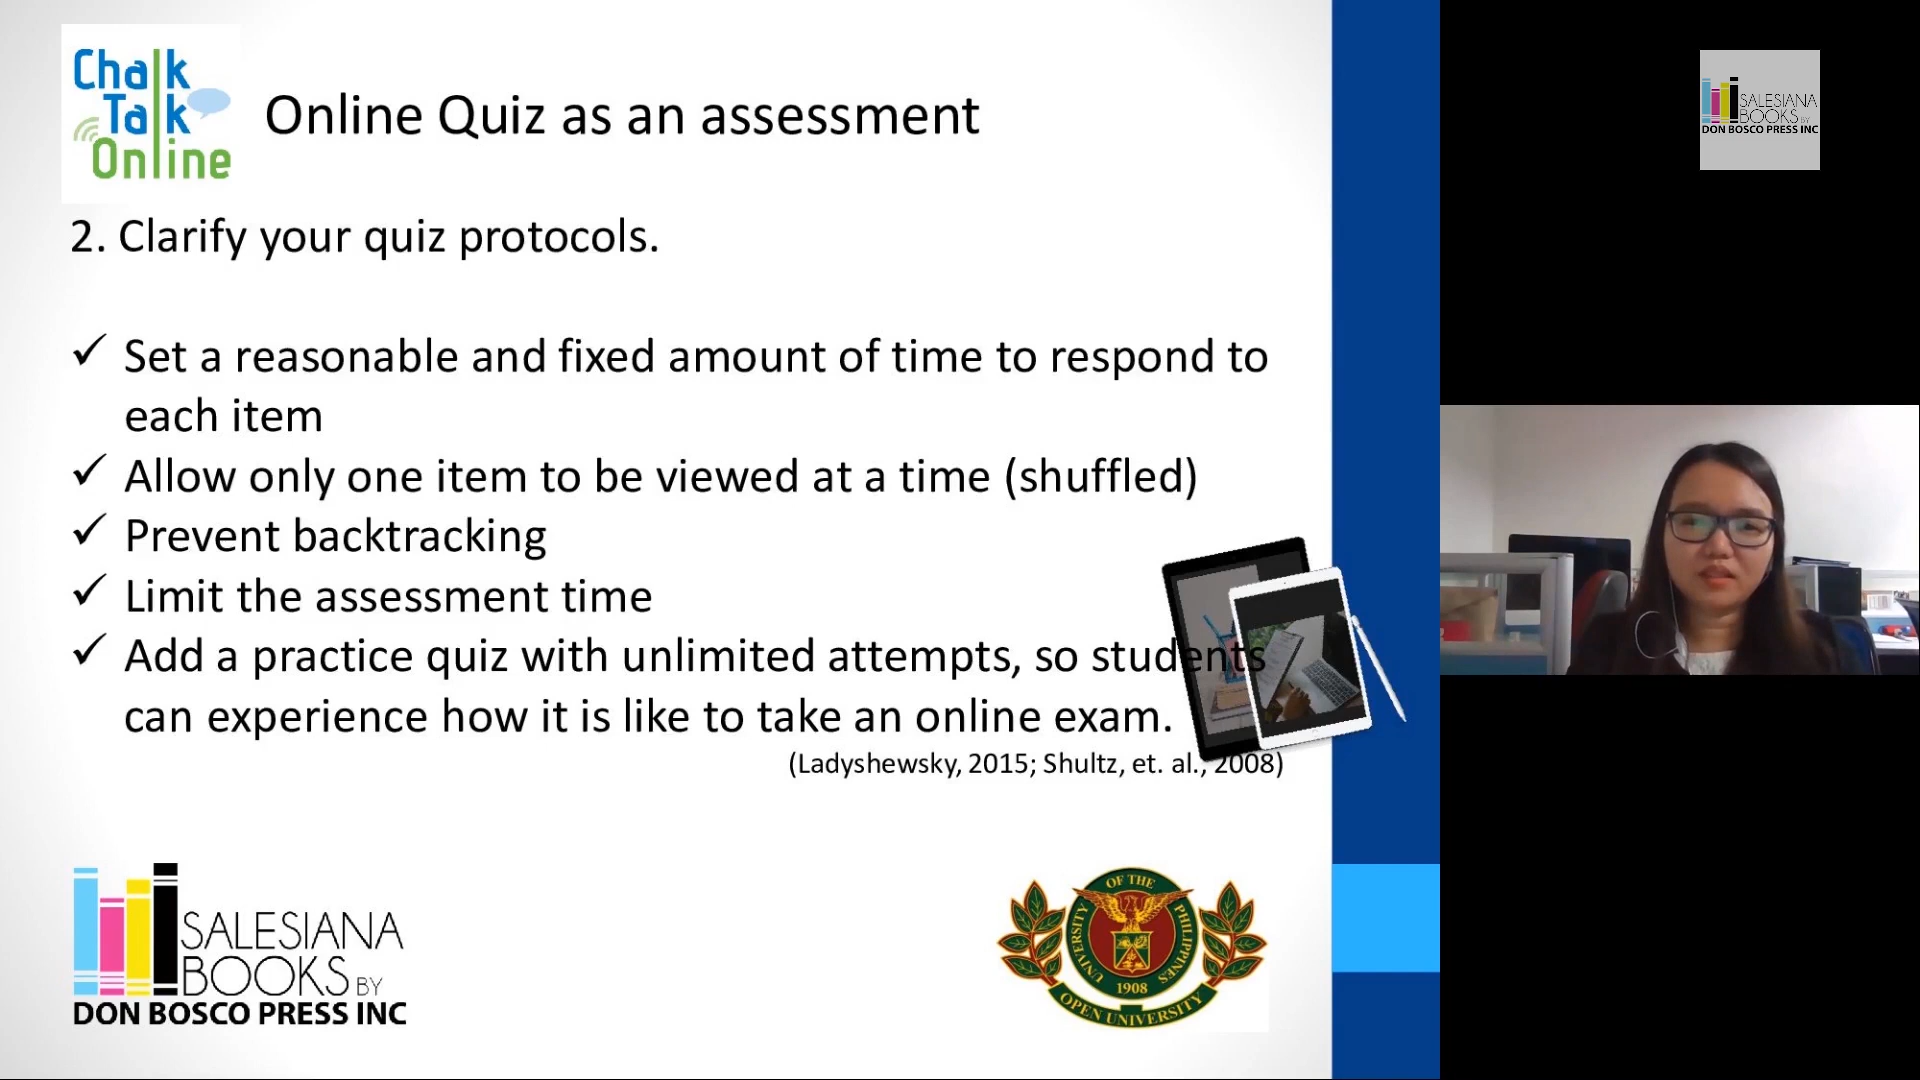 Chalk
Talk
Online
Online Quiz as an assessment
2. Clarify your quiz protocols.
✓ Set a reasonable and fixed amount of time to respond to
each item
✓ Allow only one item to be viewed at a time (shuffled)
✓ Prevent backtracking
✓ Limit the assessment time
✓ Add a practice quiz with unlimited attempts, so students
can experience how it is like to take an online exam.
(Ladyshewsky, 2015; Shultz, et. al., 2008)
SALESIANA
BOOKS BY
DON BOSCO PRESS INC
UNIVERSITY OF THE PHILIPPINES
1908
OPEN UNIVERSITY
SALESIANA
BOOKS BY
DON BOSCO PRESS INC